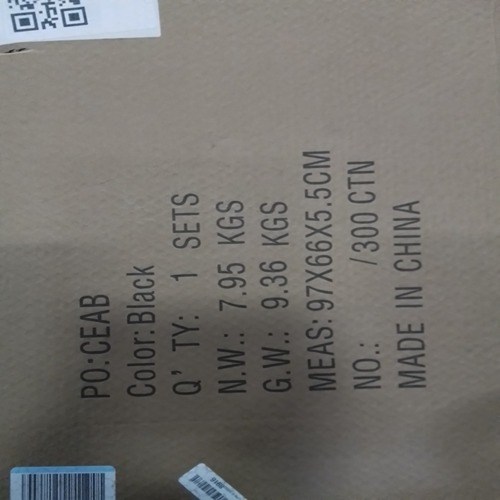 PO:CEAB
Color:Black
Q' TY: 1 SETS
N.W.: 7.95 KGS
G.W.: 9.36 KGS
MEAS: 97X66X5.5CM
NO.: /300 CTN
MADE IN CHINA